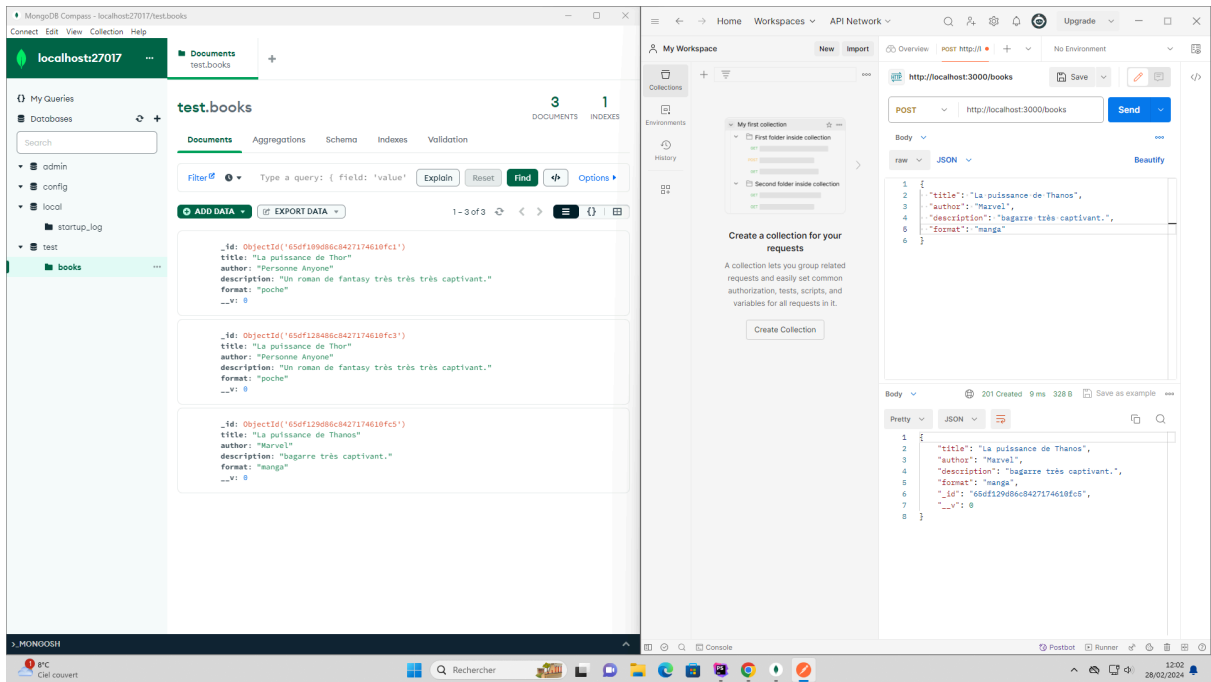 MongoDB Compass - localhost:27017/test.books
Connect Edit View Collection Help
localhost:27017 ...
Documents
test.books
+
{} My Queries
Databases
Search
admin
config
local
startup_log
test
books ...
test.books
3
DOCUMENTS
1
INDEXES
Documents Aggregations Schema Indexes Validation
Filter Type a query: { field: 'value' Explain Reset Find </> Options
ADD DATA EXPORT DATA 1 – 3 of 3 {}
_id: ObjectId('65df109d86c8427174610fc1')
title: "La puissance de Thor"
author: "Personne Anyone"
description: "Un roman de fantasy très très très captivant."
format: "poche"
__v: 0
_id: ObjectId('65df128486c8427174610fc3')
title: "La puissance de Thor"
author: "Personne Anyone"
description: "Un roman de fantasy très très très captivant."
format: "poche"
__v: 0
_id: ObjectId('65df129d86c8427174610fc5')
title: "La puissance de Thanos"
author: "Marvel"
description: "bagarre très captivant."
format: "manga"
__v: 0
>_MONGOSH
Home Workspaces API Network Upgrade
My Workspace New Import
Overview POST http://l + No Environment
Collections
Environments
History
My first collection
First folder inside collection
GET
POST
GET
Second folder inside collection
GET
GET
Create a collection for your
requests
A collection lets you group related
requests and easily set common
authorization, tests, scripts, and
variables for all requests in it.
Create Collection
HTTP http://localhost:3000/books Save </>
POST http://localhost:3000/books Send
Body
raw JSON Beautify
1 {
2 "title": "La puissance de Thanos",
3 "author": "Marvel",
4 "description": "bagarre très captivant.",
5 "format": "manga"
6 }
Body 201 Created 9 ms 328 B Save as example
Pretty JSON
1 {
2 "title": "La puissance de Thanos",
3 "author": "Marvel",
4 "description": "bagarre très captivant.",
5 "format": "manga",
6 "_id": "65df129d86c8427174610fc5",
7 "__v": 0
8 }
Console Postbot Runner
1
8°C
Ciel couvert
Rechercher
PS
12:02
28/02/2024